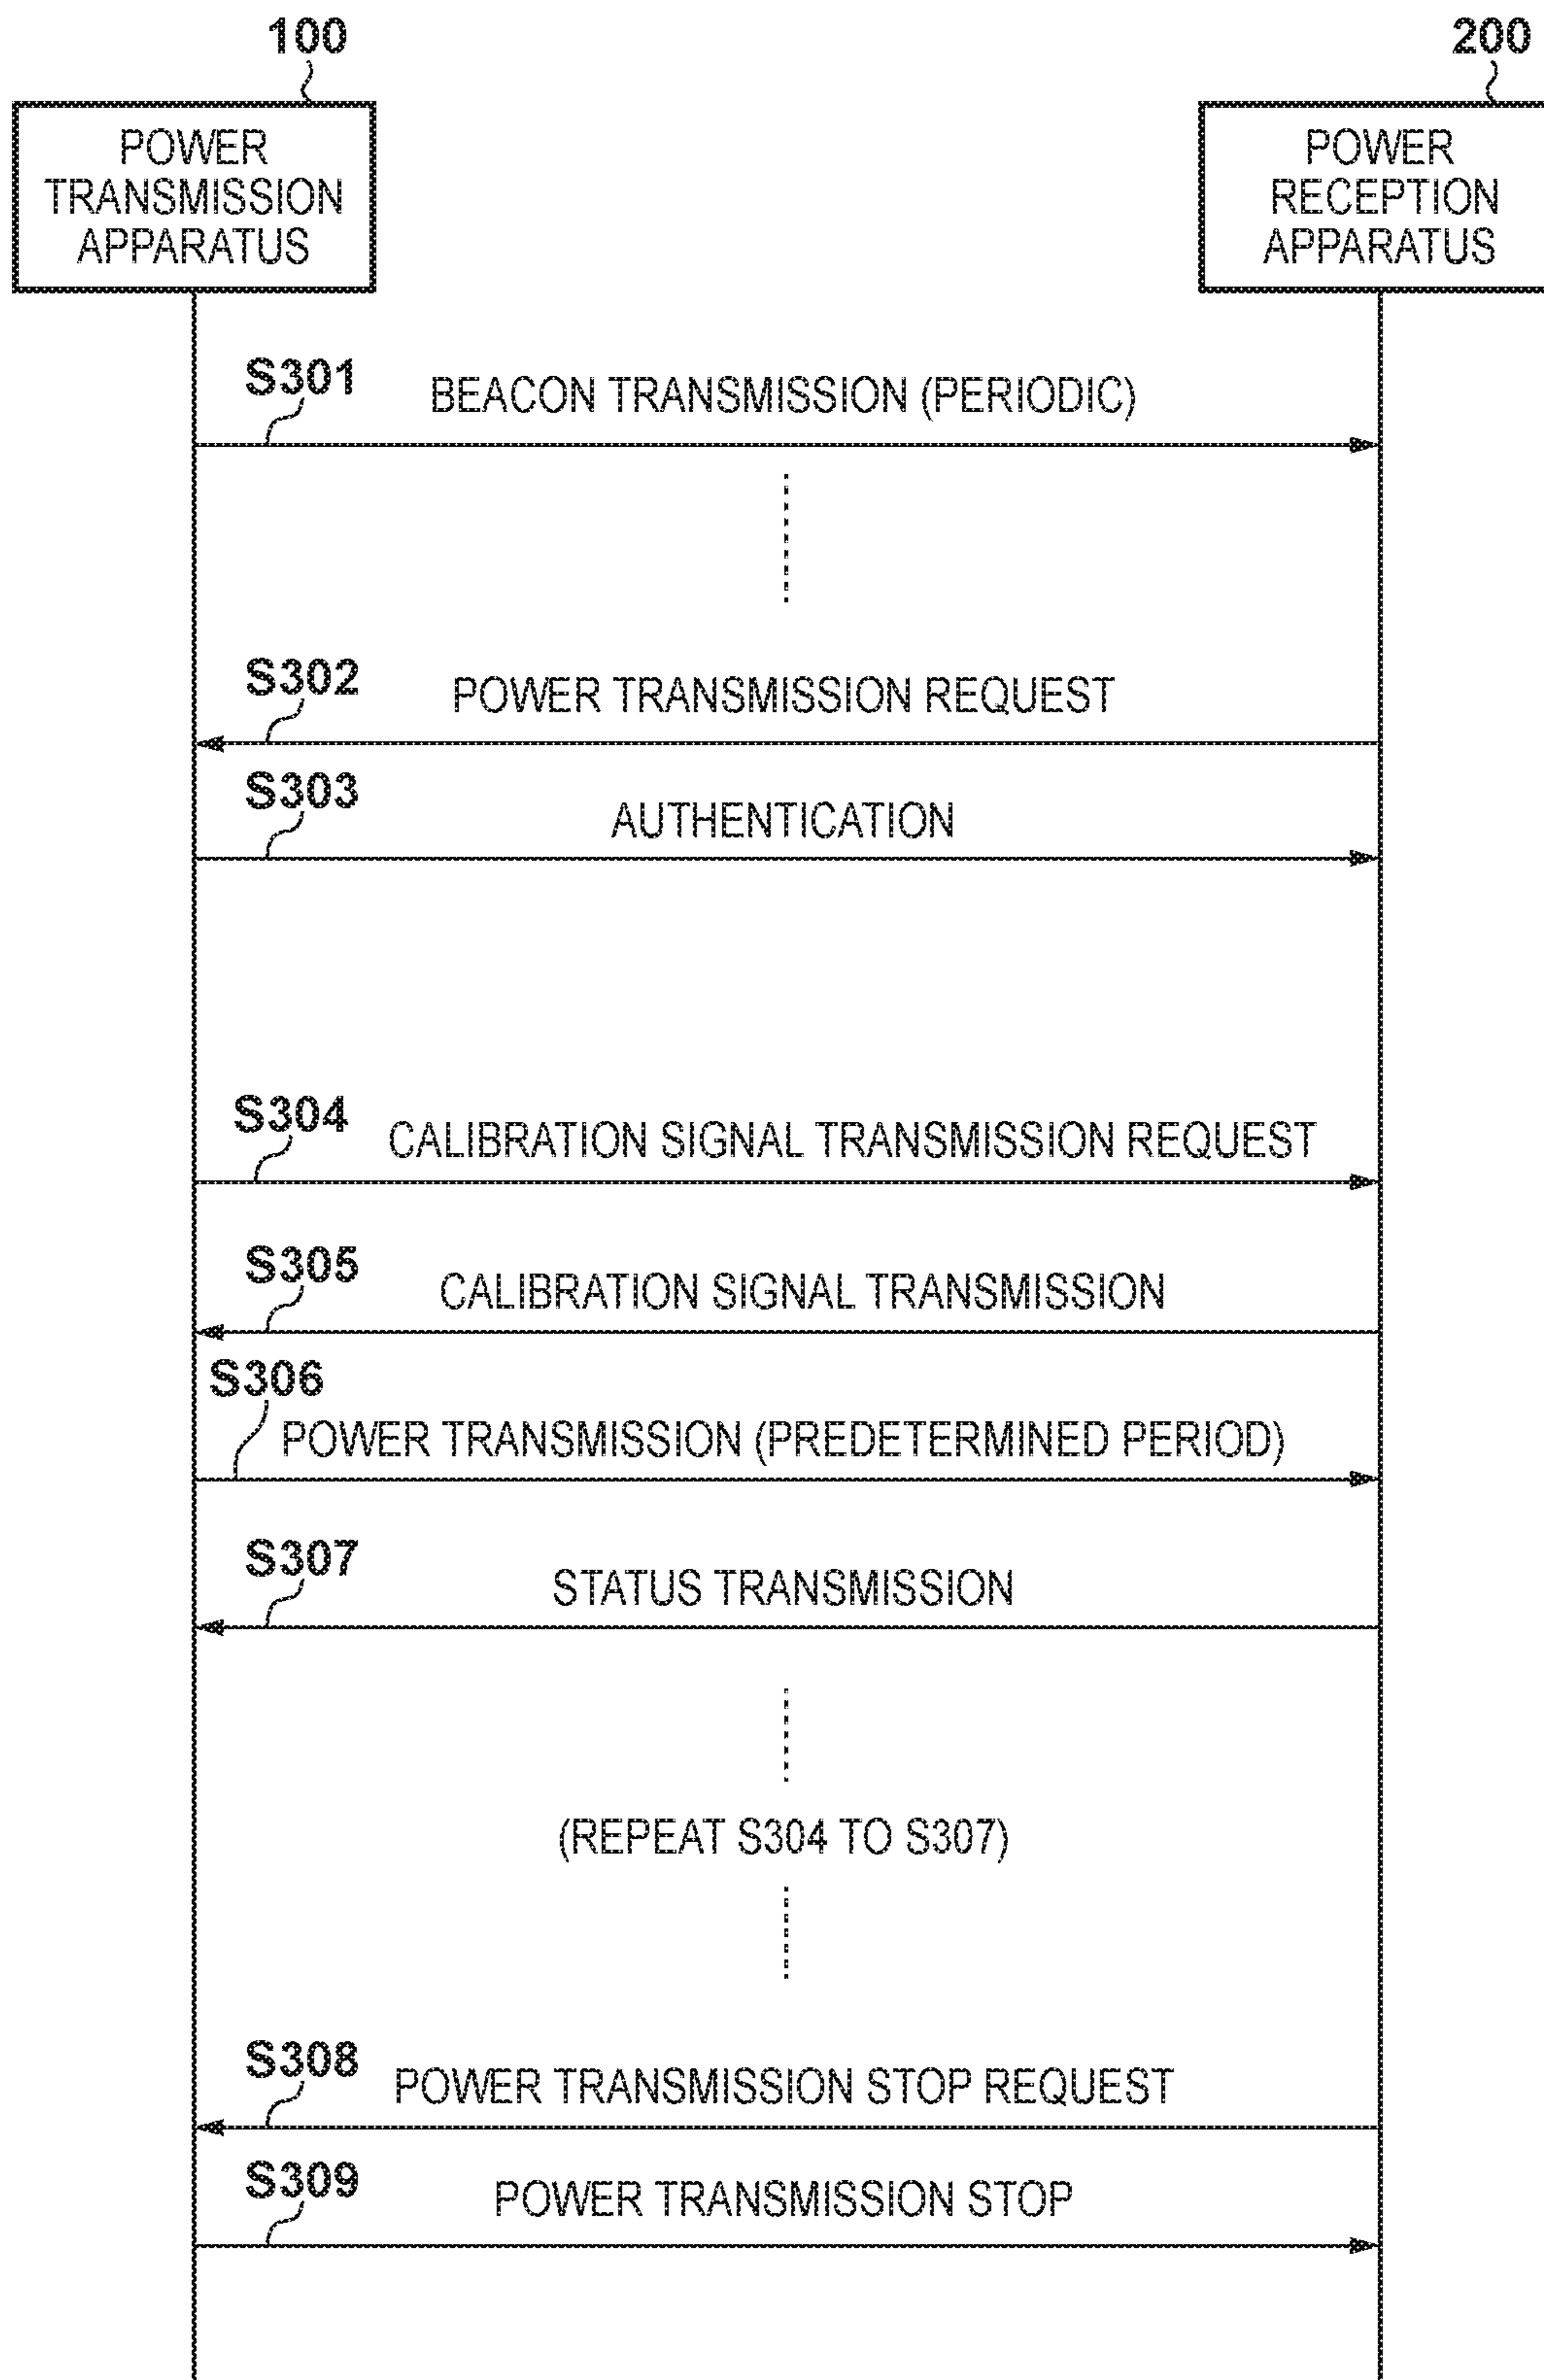 100
200
POWER
TRANSMISSION
APPARATUS
POWER
RECEPTION
APPARATUS
S301
BEACON TRANSMISSION (PERIODIC)
S302
POWER TRANSMISSION REQUEST
S303
AUTHENTICATION
S304
CALIBRATION SIGNAL TRANSMISSION REQUEST
S305
CALIBRATION SIGNAL TRANSMISSION
S306
POWER TRANSMISSION (PREDETERMINED PERIOD)
S307
STATUS TRANSMISSION
(REPEAT S304 TO S307)
S308
POWER TRANSMISSION STOP REQUEST
S309
POWER TRANSMISSION STOP